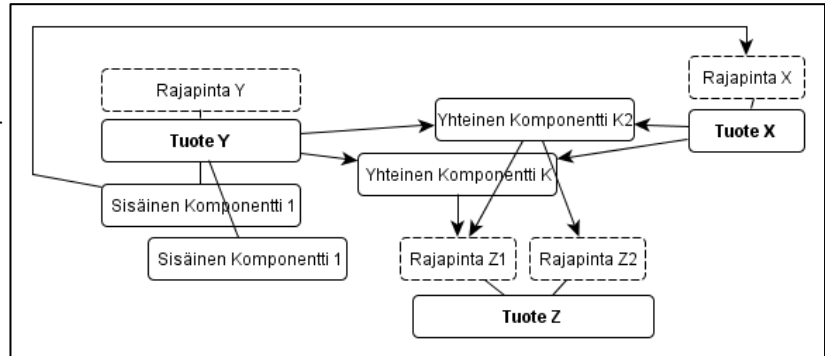 Rajapinta X
Rajapinta Y
Yhteinen Komponentti K2
Tuote X
Tuote Y
Yhteinen Komponentti K
Sisäinen Komponentti 1
Sisäinen Komponentti 1
Rajapinta Z1
Rajapinta Z2
Tuote Z